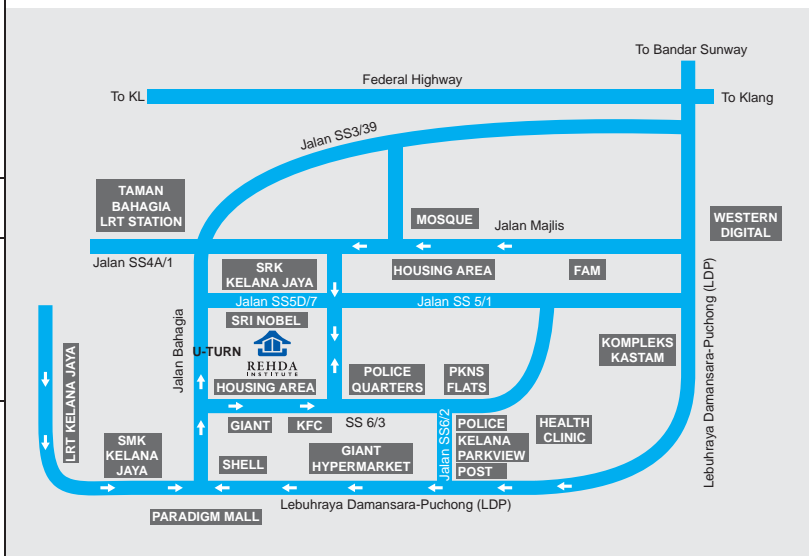 To Bandar Sunway
Federal Highway
To KL
To Klang
Jalan SS3/39
TAMAN
BAHAGIA
LRT STATION
MOSQUE
Jalan Majlis
WESTERN
DIGITAL
Jalan SS4A/1
SRK
KELANA JAYA
HOUSING AREA
FAM
Lebuhraya Damansara-Puchong (LDP)
Jalan SS5D/7
Jalan SS 5/1
SRI NOBEL
Jalan Bahagia
U-TURN
REHDA
INSTITUTE
KOMPLEKS
KASTAM
LRT KELANA JAYA
HOUSING AREA
POLICE
QUARTERS
PKNS
FLATS
GIANT
KFC
SS 6/3
Jalan SS6/2
POLICE
KELANA
PARKVIEW
POST
HEALTH
CLINIC
SMK
KELANA
JAYA
SHELL
GIANT
HYPERMARKET
Lebuhraya Damansara-Puchong (LDP)
PARADIGM MALL